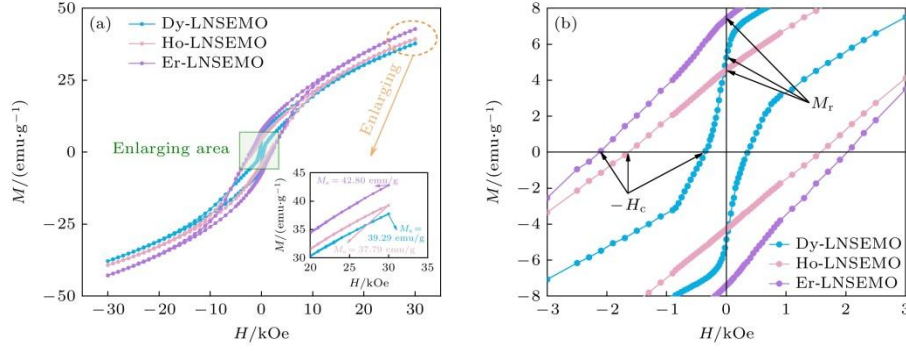 (a)
Dy-LNSEMO
Ho-LNSEMO
Er-LNSEMO
50
25
0
-25
-50
M/(emu·g⁻¹)
Enlarging area
Enlarging
45
40
35
30
M/(emu·g⁻¹)
Mₛ = 42.80 emu/g
Mₛ =
39.29 emu/g
Mₛ = 37.79 emu/g
20 25 30 35
H/kOe
-30 -20 -10 0 10 20 30
H/kOe
(b)
8
6
4
2
0
-2
-4
-6
-8
M/(emu·g⁻¹)
Mᵣ
-H_c
Dy-LNSEMO
Ho-LNSEMO
Er-LNSEMO
-3 -2 -1 0 1 2 3
H/kOe